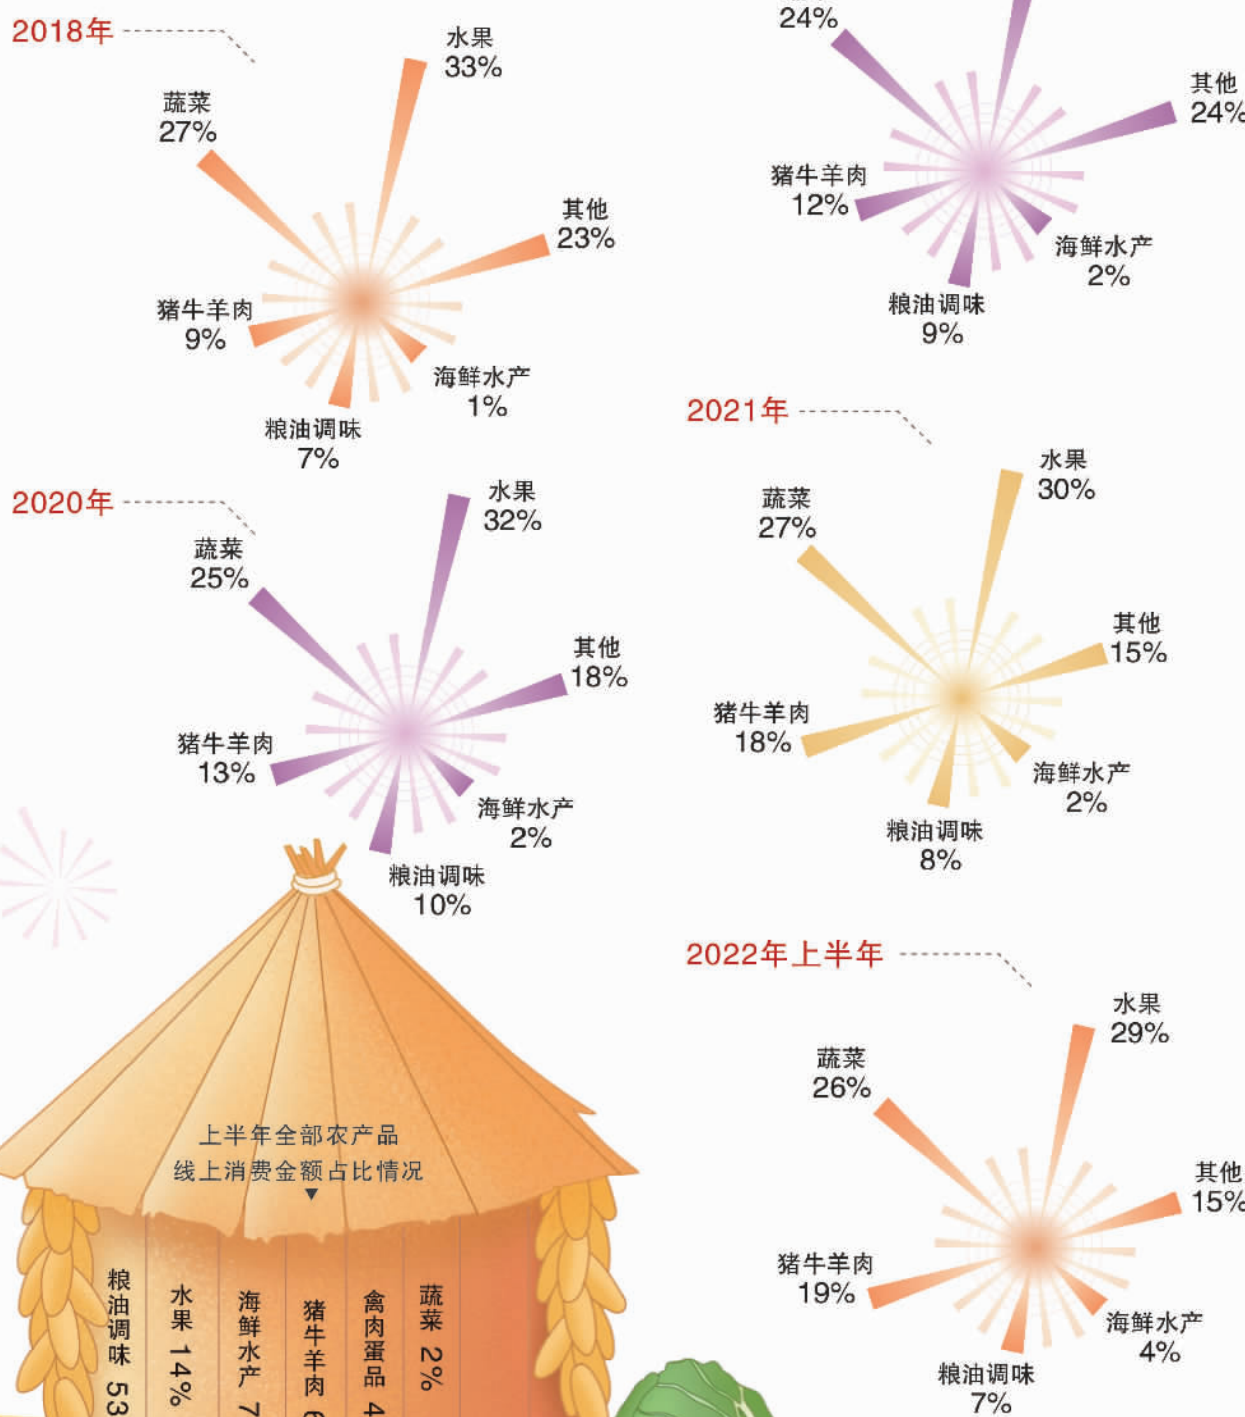 2018年
水果
33%
蔬菜
27%
其他
23%
猪牛羊肉
9%
海鲜水产
1%
粮油调味
7%
24%
其他
24%
猪牛羊肉
12%
海鲜水产
2%
粮油调味
9%
2020年
水果
32%
蔬菜
25%
其他
18%
猪牛羊肉
13%
海鲜水产
2%
粮油调味
10%
2021年
水果
30%
蔬菜
27%
其他
15%
猪牛羊肉
18%
海鲜水产
2%
粮油调味
8%
2022年上半年
水果
29%
蔬菜
26%
其他
15%
猪牛羊肉
19%
海鲜水产
4%
粮油调味
7%
上半年全部农产品
线上消费金额占比情况
粮油调味 53
水果 14%
海鲜水产 7
猪牛羊肉
禽肉蛋品 4
蔬菜 2%